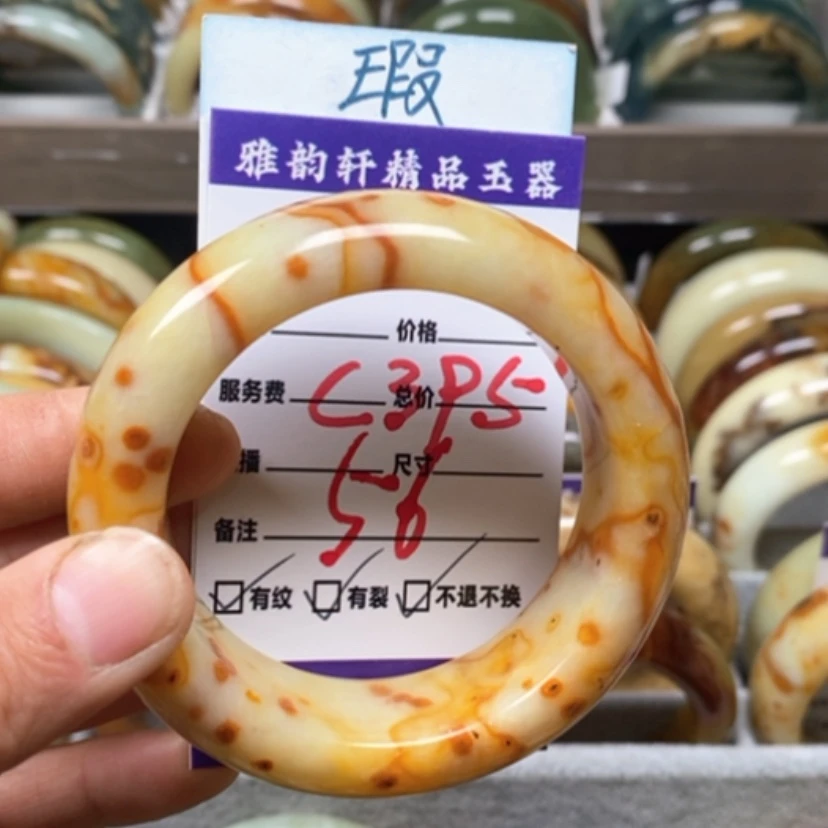 瑕
雅韵轩精品玉器
价格
服务费 总价
C3P5
播 尺寸
56
备注
有纹 有裂 不退不换